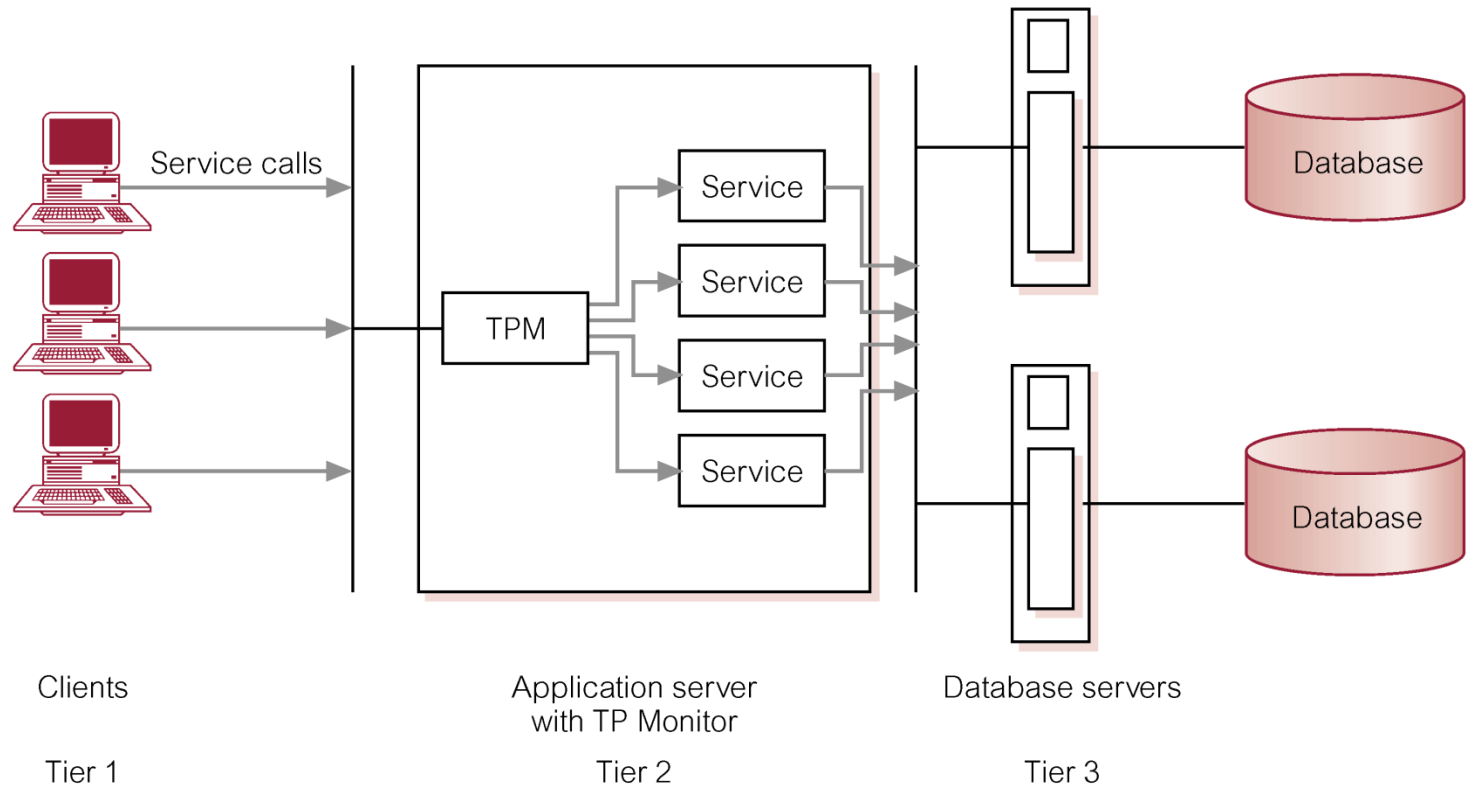 Service calls
TPM
Service
Service
Service
Service
Database
Database
Clients
Application server
with TP Monitor
Database servers
Tier 1
Tier 2
Tier 3